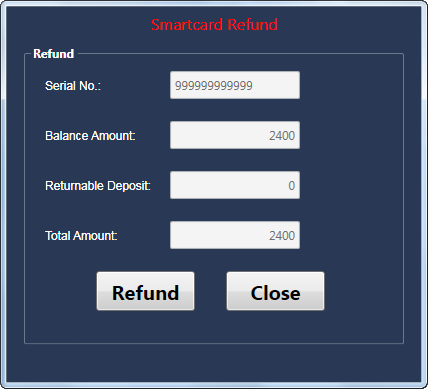 Smartcard Refund
Refund
Serial No.: 999999999999
Balance Amount: 2400
Returnable Deposit: 0
Total Amount: 2400
Refund Close